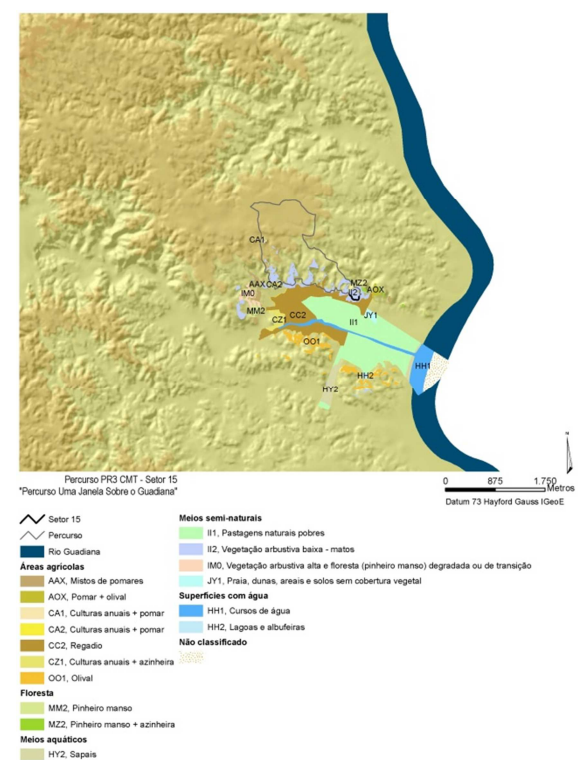 CA1
MZ2
AAX CA2
II2
AOX
IM0
MM2
CZ1
CC2
II1
JY1
OO1
HH1
HH2
HY2
Percurso PR3 CMT - Setor 15
"Percurso Uma Janela Sobre o Guadiana"
N
0 875 1.750
Metros
Datum 73 Hayford Gauss IGeoE
Setor 15
Percurso
Rio Guadiana
Áreas agrícolas
AAX, Mistos de pomares
AOX, Pomar + olival
CA1, Culturas anuais + pomar
CA2, Culturas anuais + pomar
CC2, Regadio
CZ1, Culturas anuais + azinheira
OO1, Olival
Floresta
MM2, Pinheiro manso
MZ2, Pinheiro manso + azinheira
Meios aquáticos
HY2, Sapais
Meios semi-naturais
II1, Pastagens naturais pobres
II2, Vegetação arbustiva baixa - matos
IM0, Vegetação arbustiva alta e floresta (pinheiro manso) degradada ou de transição
JY1, Praia, dunas, areais e solos sem cobertura vegetal
Superfícies com água
HH1, Cursos de água
HH2, Lagoas e albufeiras
Não classificado